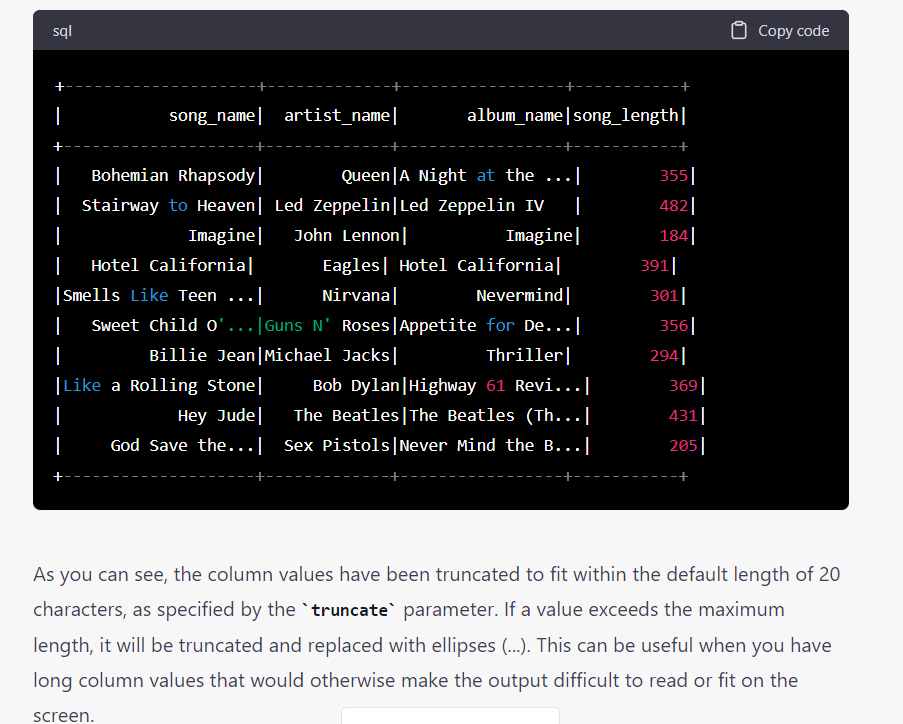 sql Copy code
+--------------------+-------------+-----------------+-----------+
|           song_name|  artist_name|       album_name|song_length|
+--------------------+-------------+-----------------+-----------+
|   Bohemian Rhapsody|        Queen|A Night at the ...|        355|
|  Stairway to Heaven| Led Zeppelin|Led Zeppelin IV   |        482|
|             Imagine|   John Lennon|          Imagine|        184|
|   Hotel California|       Eagles| Hotel California|        391|
|Smells Like Teen ...|      Nirvana|        Nevermind|        301|
|   Sweet Child O'...|Guns N' Roses|Appetite for De...|        356|
|         Billie Jean|Michael Jacks|         Thriller|        294|
|Like a Rolling Stone|     Bob Dylan|Highway 61 Revi...|        369|
|            Hey Jude|   The Beatles|The Beatles (Th...|        431|
|     God Save the...|  Sex Pistols|Never Mind the B...|        205|
+--------------------+-------------+-----------------+-----------+
As you can see, the column values have been truncated to fit within the default length of 20
characters, as specified by the `truncate` parameter. If a value exceeds the maximum
length, it will be truncated and replaced with ellipses (...). This can be useful when you have
long column values that would otherwise make the output difficult to read or fit on the
screen.